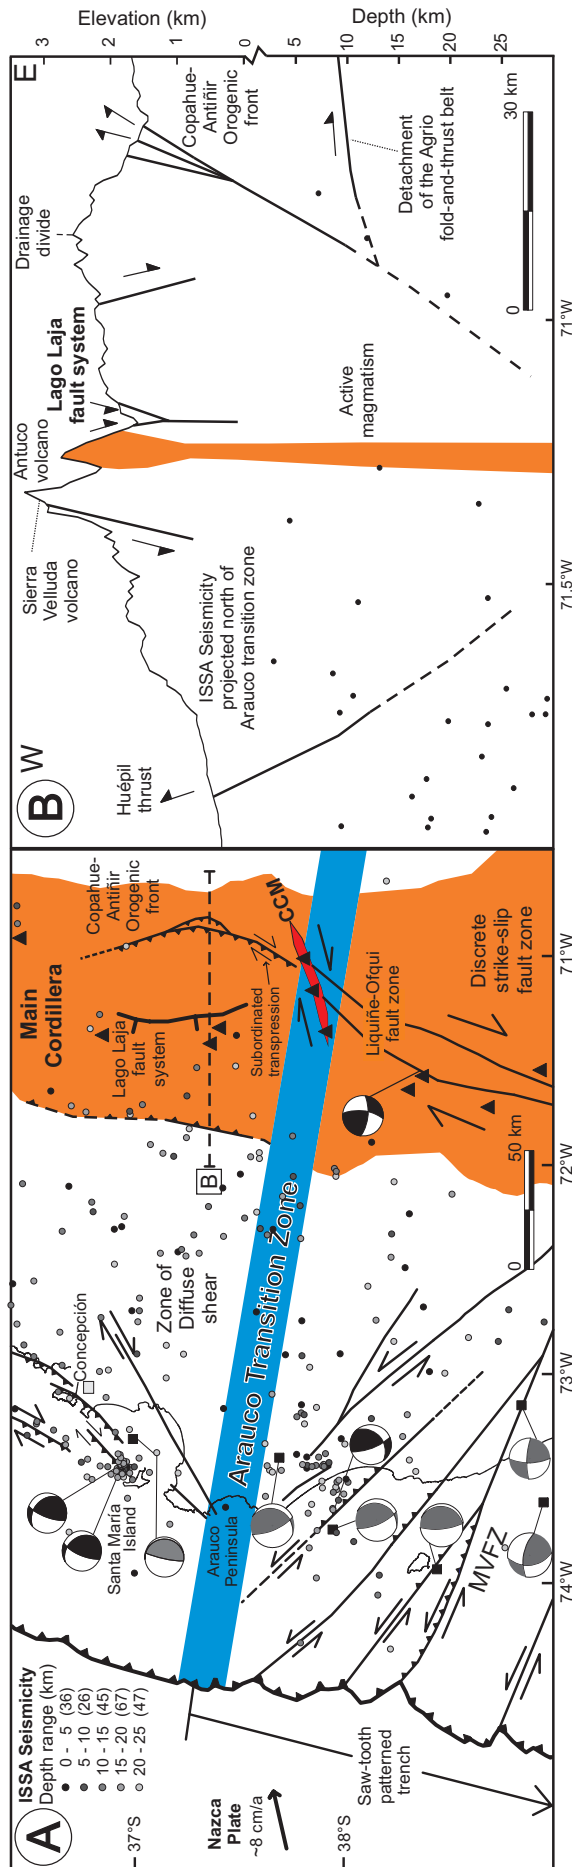 A
ISSA Seismicity
Depth range (km)
0 - 5 (36)
5 - 10 (26)
10 - 15 (45)
15 - 20 (67)
20 - 25 (47)
37°S
38°S
Nazca
Plate
~8 cm/a
Saw-tooth
patterned
trench
Santa María
Island
Arauco
Peninsula
Concepción
Zone of
Diffuse
shear
Arauco Transition Zone
MVFZ
Main
Cordillera
Lago Laja
fault
system
Copahue-
Antiñir
Orogenic
front
Subordinated
transpression
CCM
Liquiñe-Ofqui
fault zone
Discrete
strike-slip
fault zone
B
0
50 km
74°W
73°W
72°W
71°W
B
W
E
Huépil
thrust
ISSA Seismicity
projected north of
Arauco transition zone
Sierra
Velluda
volcano
Antuco
volcano
Lago Laja
fault system
Drainage
divide
Copahue-
Antiñir
Orogenic
front
Active
magmatism
Detachment
of the Agrio
fold-and-thrust belt
0
30 km
71.5°W
71°W
Elevation (km)
3
2
1
0
Depth (km)
5
10
15
20
25